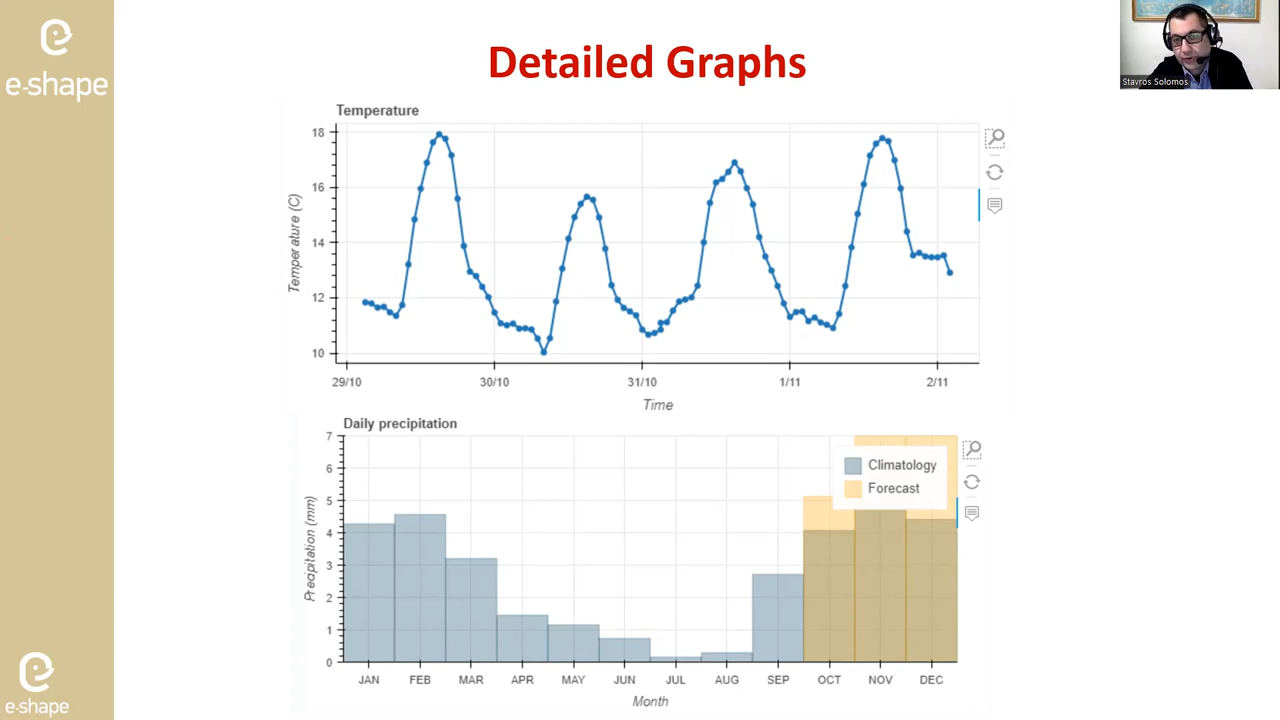 e-shape
Detailed Graphs
Stavros Solomos
Temperature
18
16
14
12
10
Temperature (C)
29/10 30/10 31/10 1/11 2/11
Time
Daily precipitation
7
6
5
4
3
2
1
0
Precipitation (mm)
Climatology
Forecast
JAN FEB MAR APR MAY JUN JUL AUG SEP OCT NOV DEC
Month
e-shape